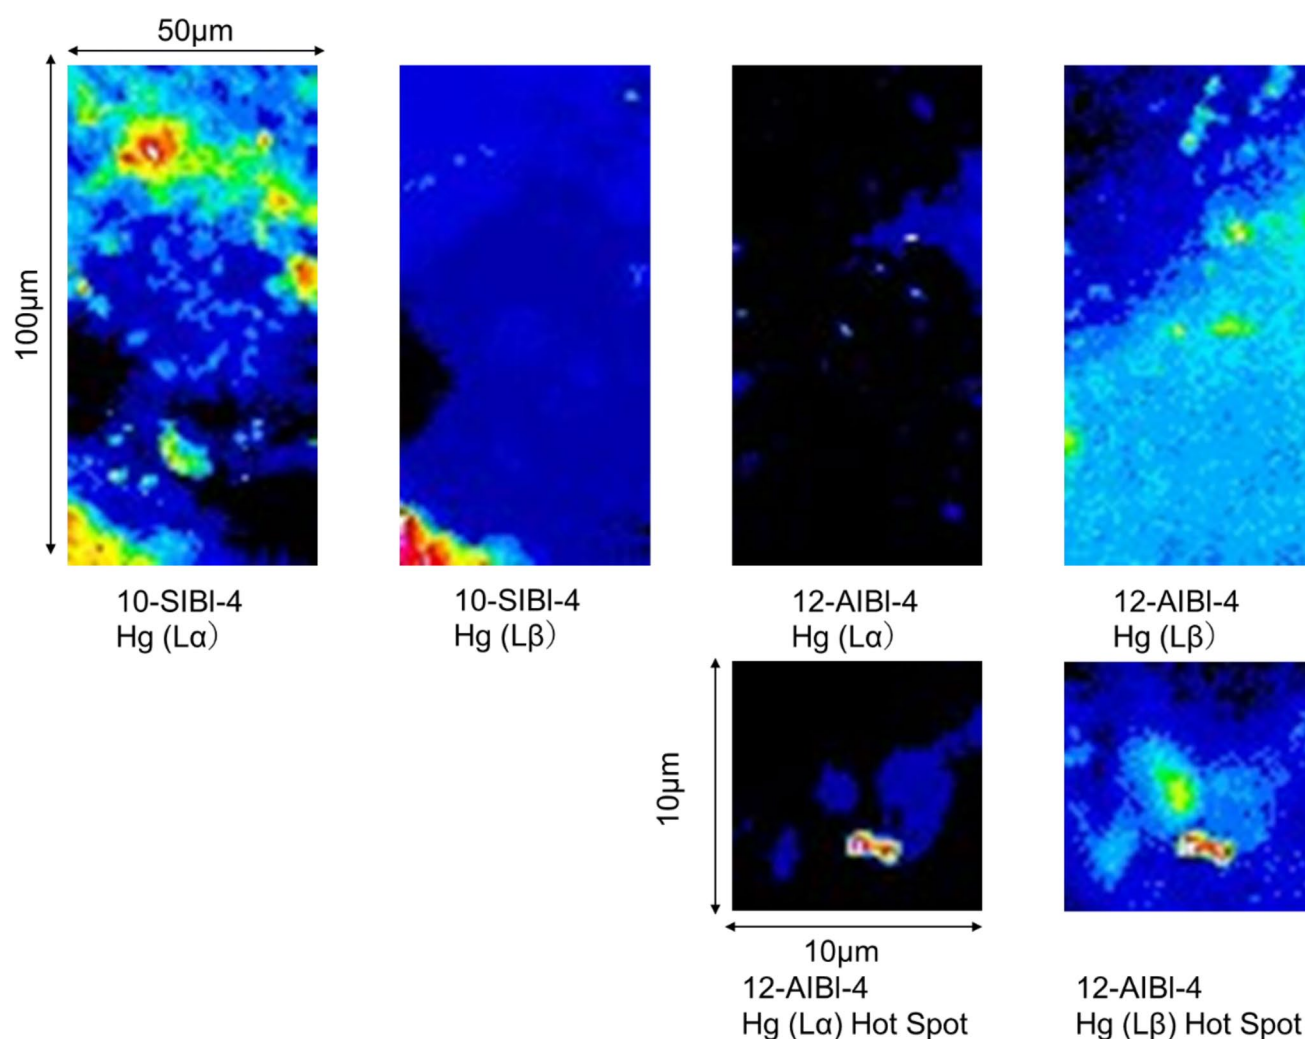 50μm
100μm
10-SIBI-4
Hg (Lα）
10-SIBI-4
Hg (Lβ）
12-AIBI-4
Hg (Lα）
12-AIBI-4
Hg (Lβ）
10μm
10μm
12-AIBI-4
Hg (Lα) Hot Spot
12-AIBI-4
Hg (Lβ) Hot Spot